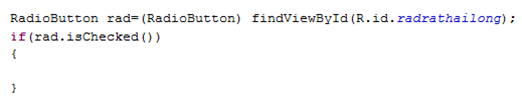 RadioButton rad=(RadioButton) findViewById(R.id.radrathailong);
if(rad.isChecked())
{
}